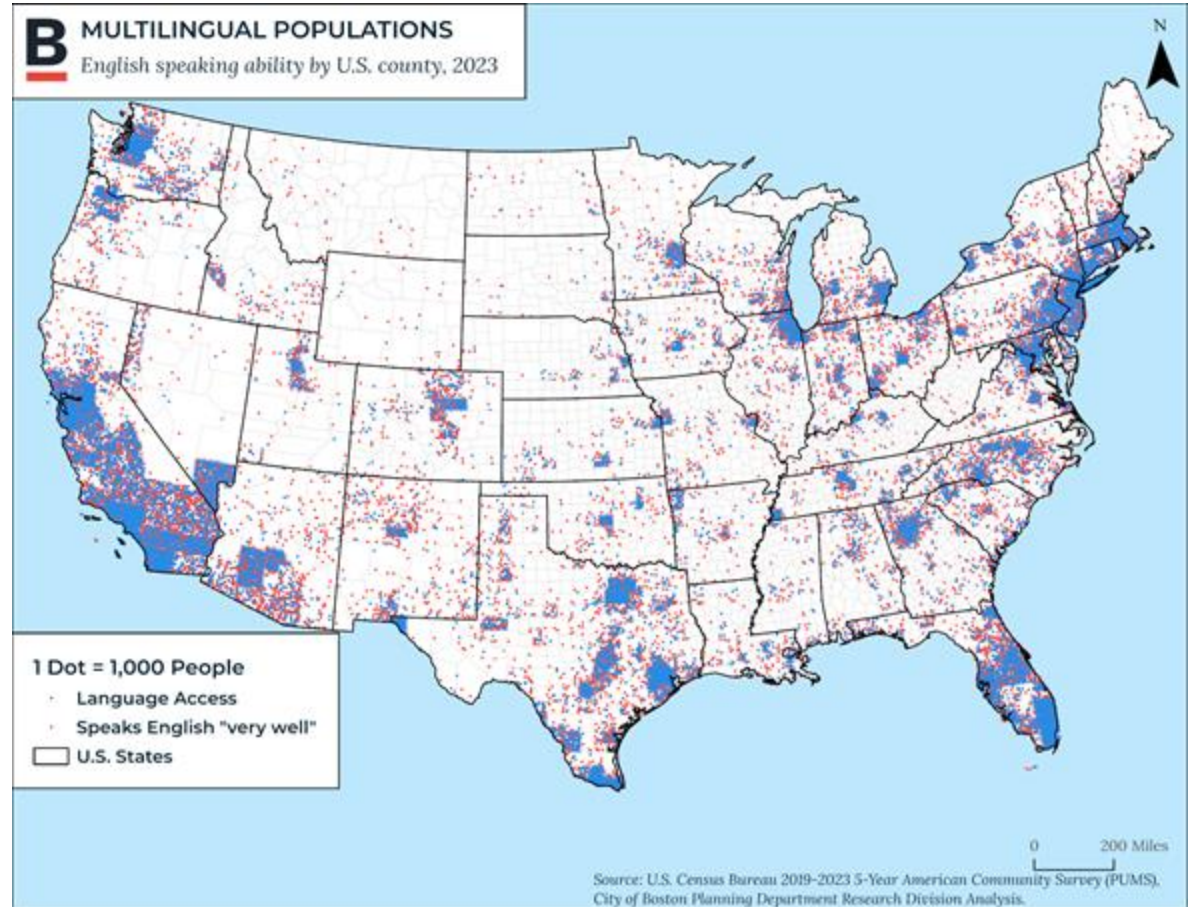 B
MULTILINGUAL POPULATIONS
English speaking ability by U.S. county, 2023
N
1 Dot = 1,000 People
Language Access
Speaks English "very well"
U.S. States
0 200 Miles
Source: U.S. Census Bureau 2019-2023 5-Year American Community Survey (PUMS),
City of Boston Planning Department Research Division Analysis.